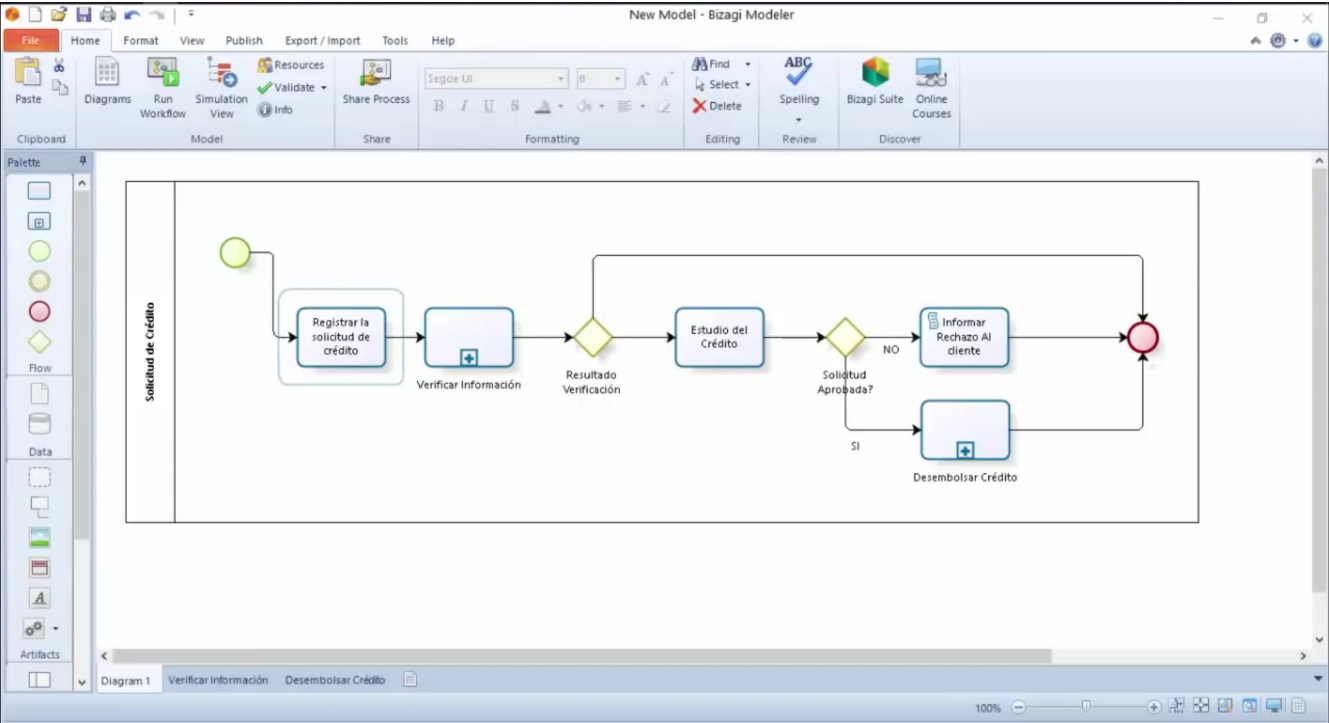 New Model - Bizagi Modeler
File Home Format View Publish Export / Import Tools Help
Paste
Clipboard
Diagrams
Run
Workflow
Simulation
View
Resources
Validate
Info
Model
Share Process
Share
Segoe UI 8
B I U S
Formatting
Find
Select
Delete
Editing
ABC
Spelling
Review
Bizagi Suite
Online
Courses
Discover
Palette
Flow
Data
A
Artifacts
Solicitud de Crédito
Registrar la
solicitud de
crédito
Verificar Información
Resultado
Verificación
Estudio del
Crédito
Solicitud
Aprobada?
NO
Informar
Rechazo Al
cliente
SI
Desembolsar Crédito
Diagram 1 Verificar Información Desembolsar Crédito
100%